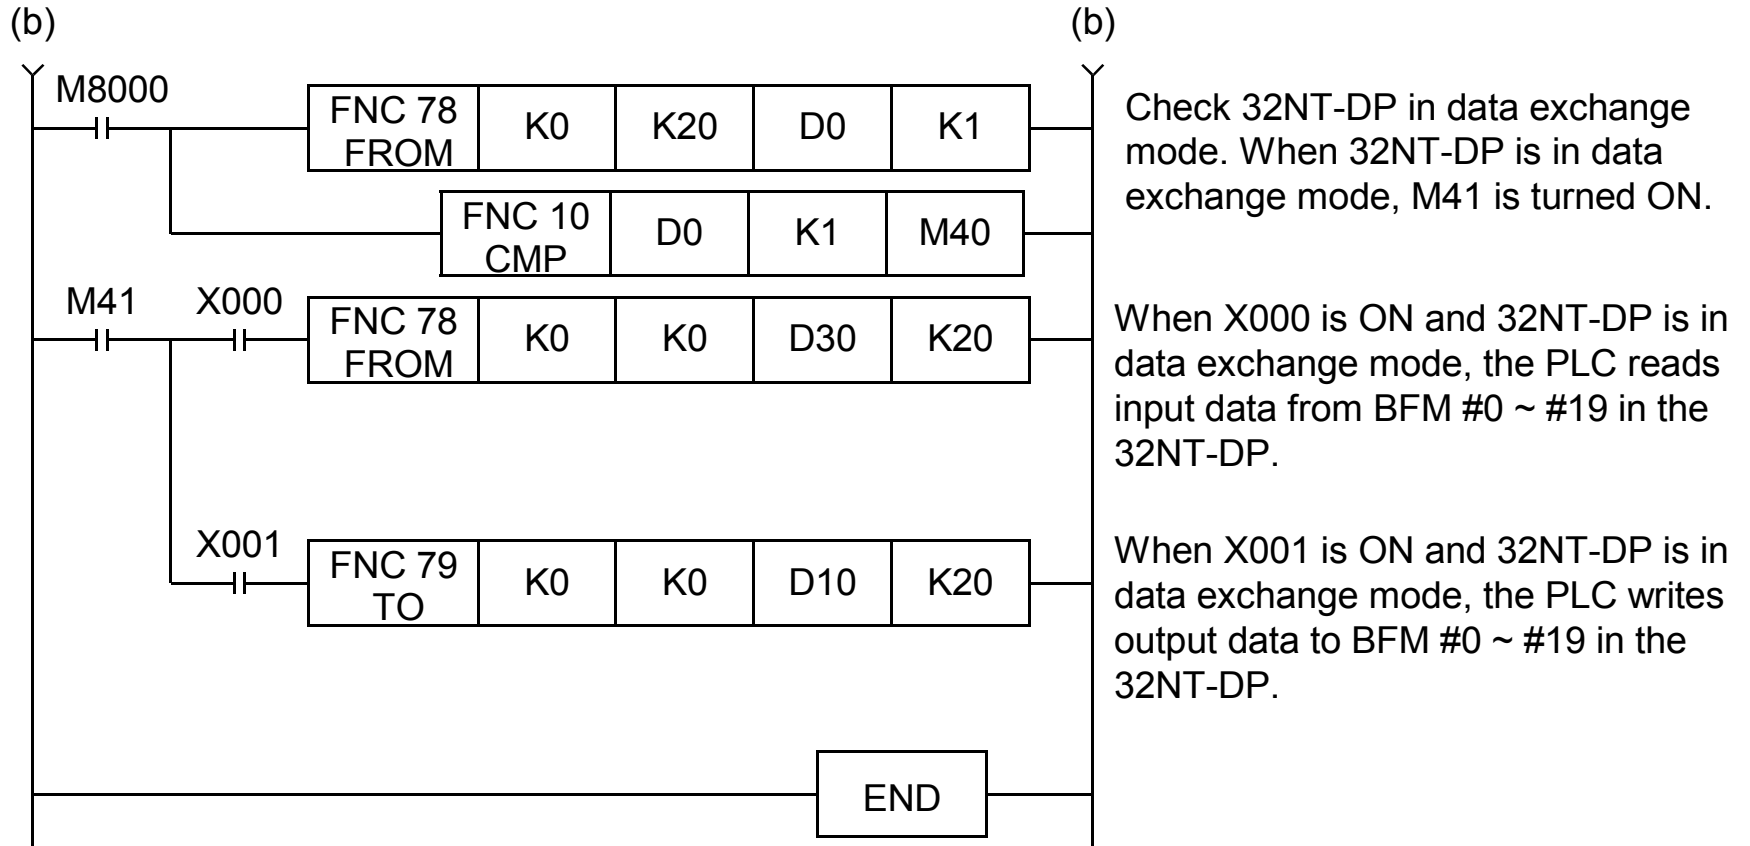 (b) (b)
M8000
FNC 78
FROM
K0 K20 D0 K1
Check 32NT-DP in data exchange
mode. When 32NT-DP is in data
exchange mode, M41 is turned ON.
FNC 10
CMP
D0 K1 M40
M41 X000
FNC 78
FROM
K0 K0 D30 K20
When X000 is ON and 32NT-DP is in
data exchange mode, the PLC reads
input data from BFM #0 ~ #19 in the
32NT-DP.
X001
FNC 79
TO
K0 K0 D10 K20
When X001 is ON and 32NT-DP is in
data exchange mode, the PLC writes
output data to BFM #0 ~ #19 in the
32NT-DP.
END